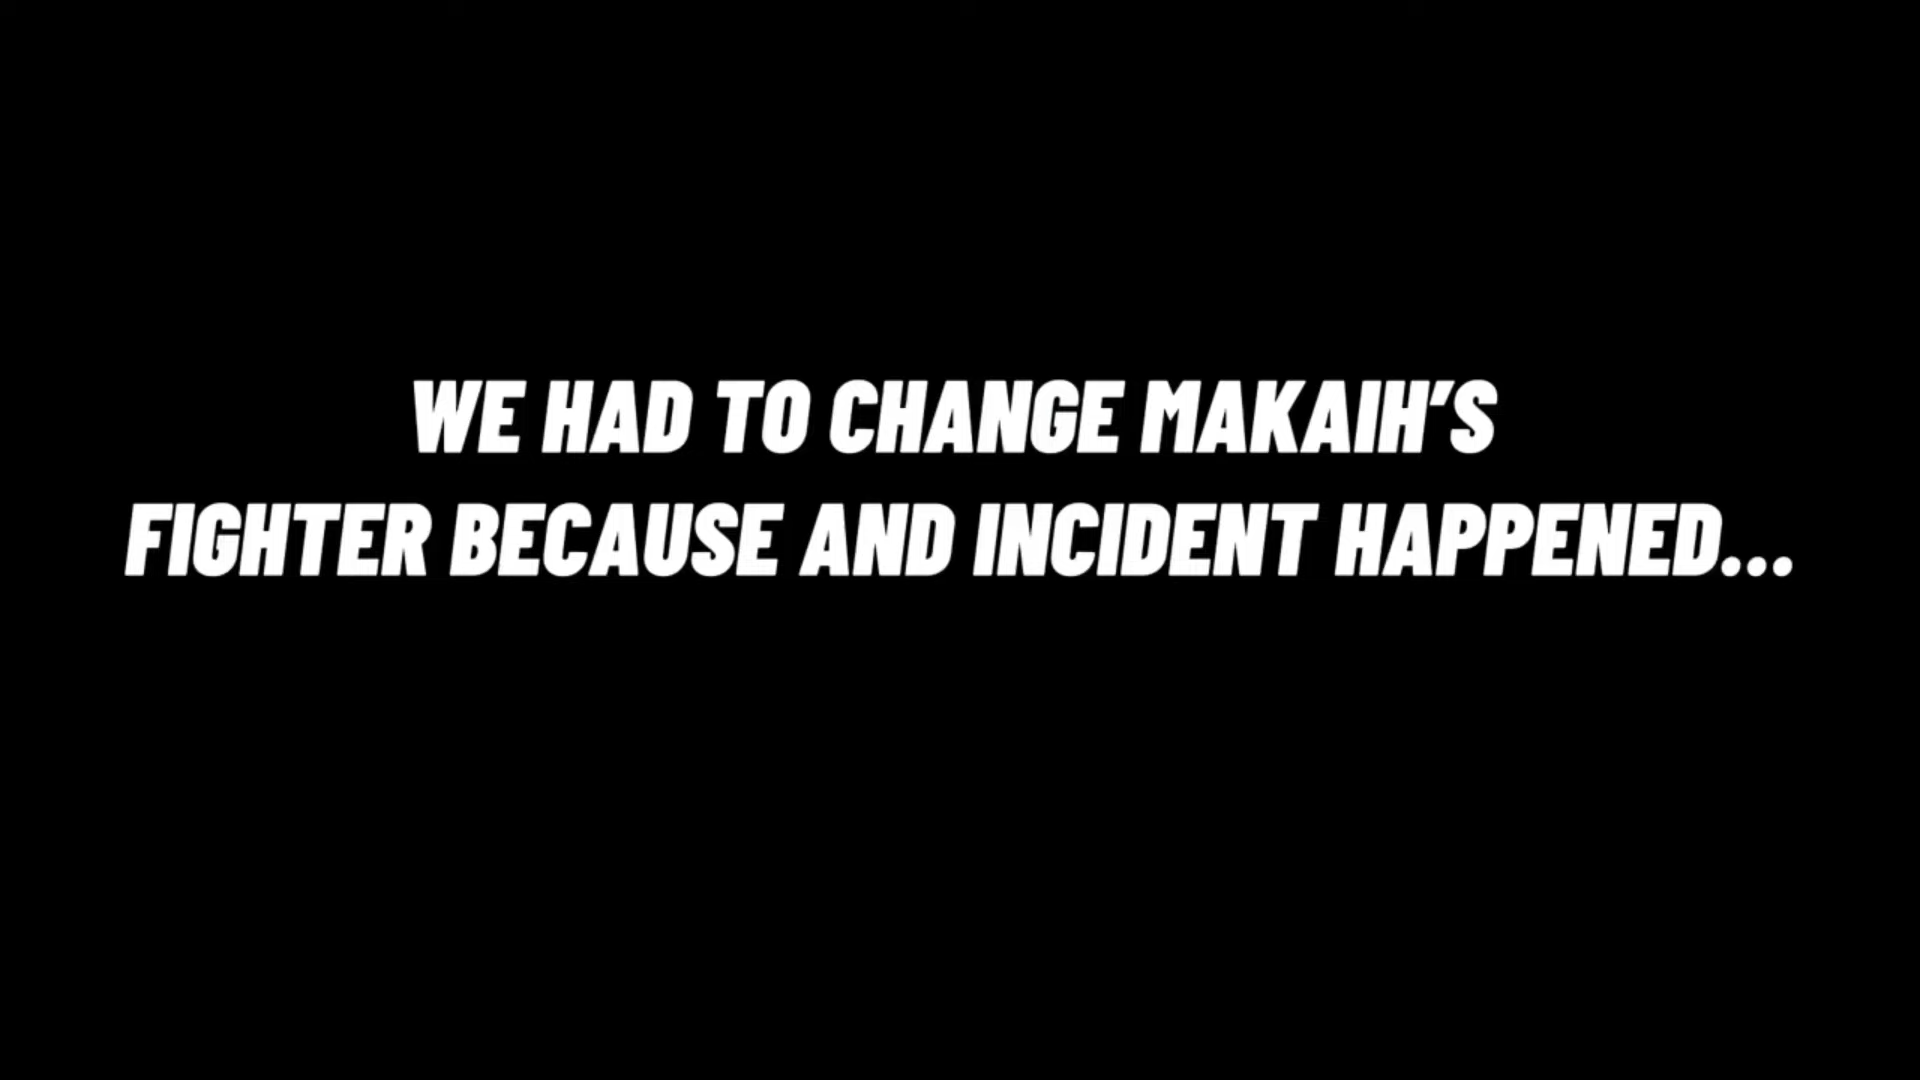 WE HAD TO CHANGE MAKAIH’S
FIGHTER BECAUSE AND INCIDENT HAPPENED...